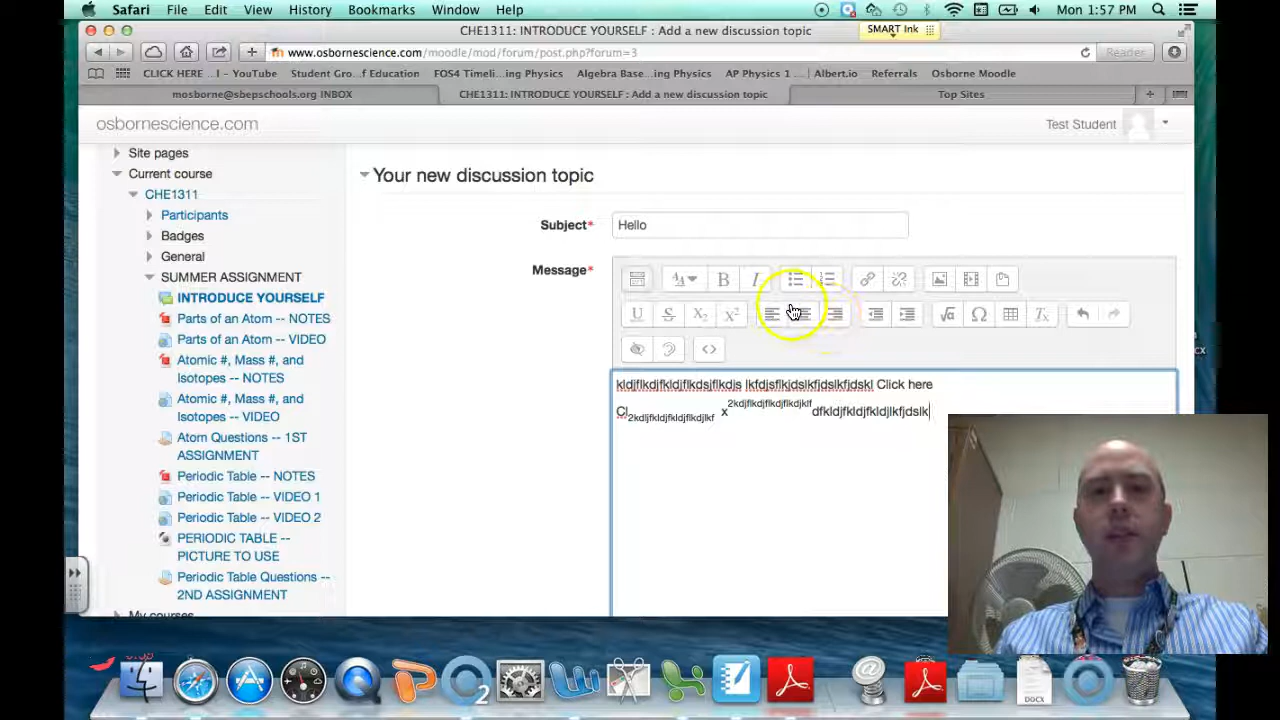 Safari File Edit View History Bookmarks Window Help Mon 1:57 PM
CHE1311: INTRODUCE YOURSELF : Add a new discussion topic
SMART Ink
www.osbornescience.com/moodle/mod/forum/post.php?forum=3 Reader
CLICK HERE ...l - YouTube Student Gro...f Education FOS4 Timeli...ing Physics Algebra Base...ing Physics AP Physics 1 ... | Albert.io Referrals Osborne Moodle
mosborne@sbepschools.org INBOX CHE1311: INTRODUCE YOURSELF : Add a new discussion topic Top Sites
osbornescience.com Test Student
Site pages
Current course
CHE1311
Participants
Badges
General
SUMMER ASSIGNMENT
INTRODUCE YOURSELF
Parts of an Atom -- NOTES
Parts of an Atom -- VIDEO
Atomic #, Mass #, and
Isotopes -- NOTES
Atomic #, Mass #, and
Isotopes -- VIDEO
Atom Questions -- 1ST
ASSIGNMENT
Periodic Table -- NOTES
Periodic Table -- VIDEO 1
Periodic Table -- VIDEO 2
PERIODIC TABLE --
PICTURE TO USE
Periodic Table Questions --
2ND ASSIGNMENT
My courses
Your new discussion topic
Subject*
Hello
Message*
Click here
DOCX